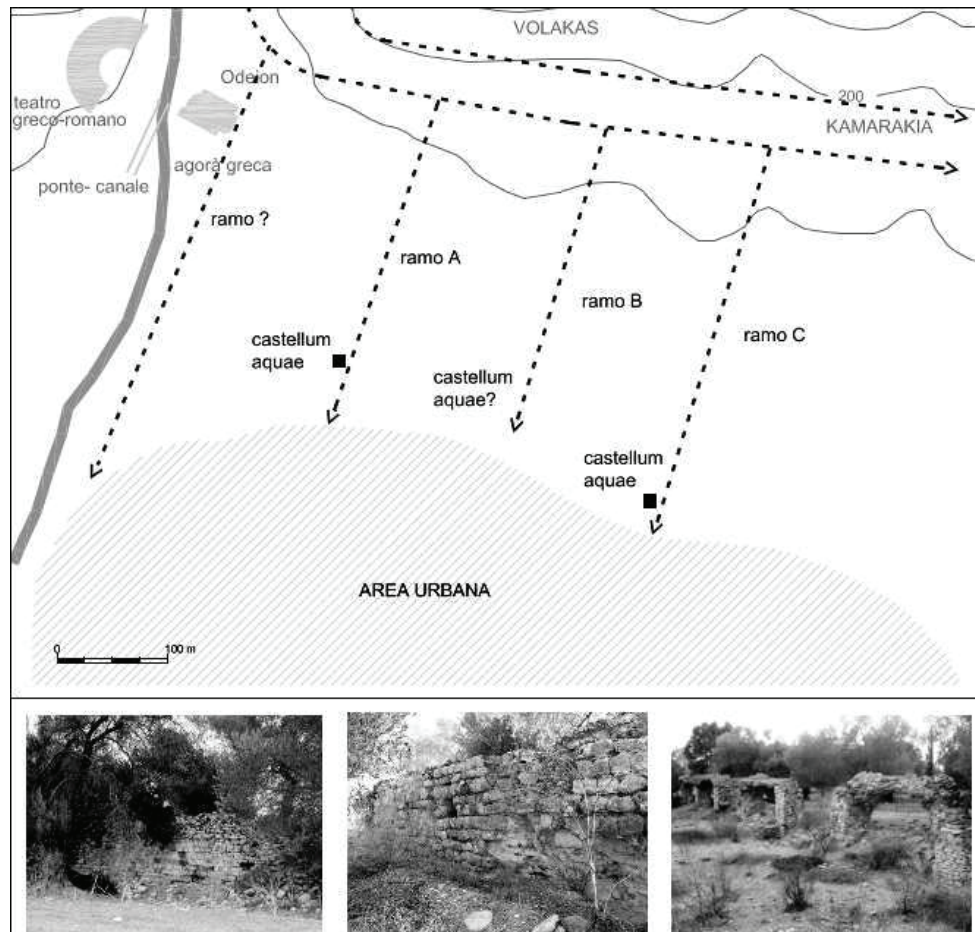 VOLAKAS
Odeion
teatro
greco-romano
200
KAMARAKIA
agorà greca
ponte- canale
ramo ?
ramo A
ramo B
ramo C
castellum
aquae
castellum
aquae?
castellum
aquae
AREA URBANA
0
100 m